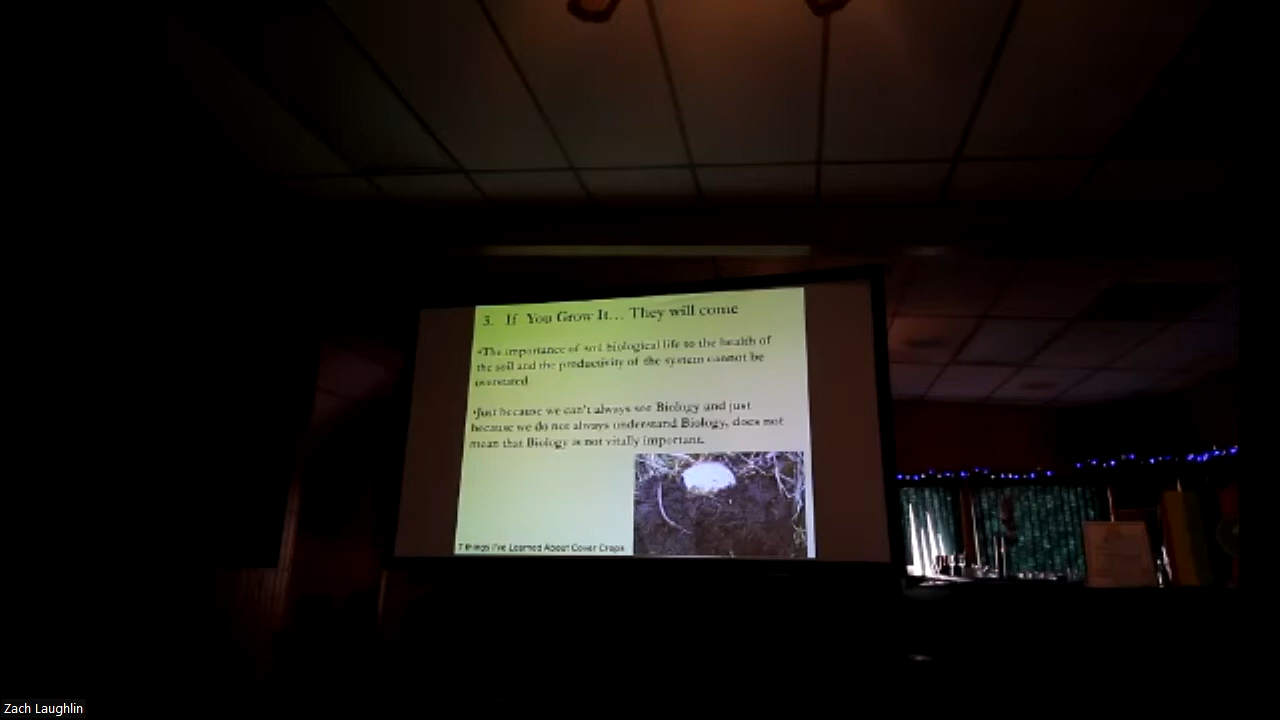 3. If You Grow It... They will come
•The importance of soil biological life to the health of
the soil and the productivity of the system cannot be
overstated
•Just because we can't always see Biology and just
because we do not always understand Biology, does not
mean that Biology is not vitally important.
7 things I've Learned About Cover Crops
Zach Laughlin